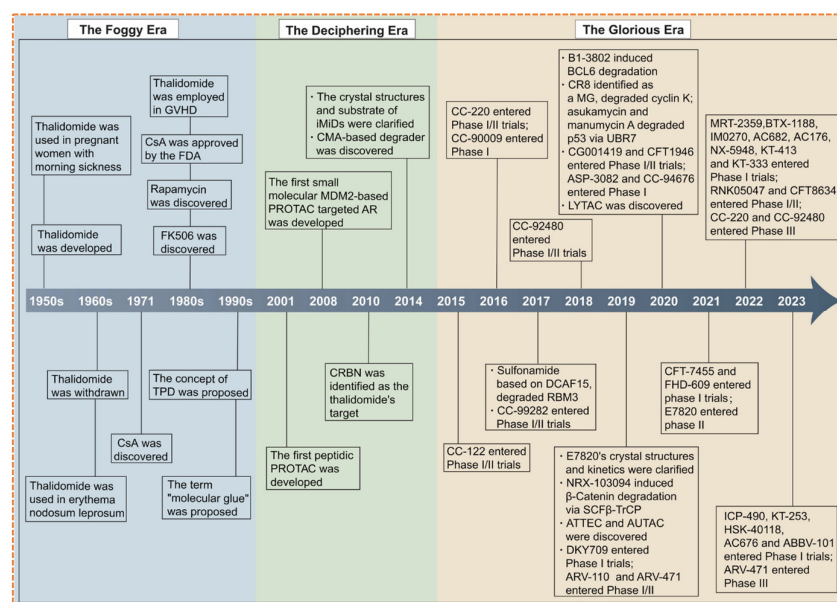 The Foggy Era
The Deciphering Era
The Glorious Era
Thalidomide
was employed
in GVHD
CsA was approved
by the FDA
Rapamycin
was discovered
FK506 was
discovered
Thalidomide was
used in pregnant
women with
morning sickness
Thalidomide
was developed
· The crystal structures
and substrate of
iMiDs were clarified
· CMA-based degrader
was discovered
The first small
molecular MDM2-based
PROTAC targeted AR
was developed
CC-220 entered
Phase I/II trials;
CC-90009 entered
Phase I
CC-92480
entered
Phase I/II trials
· B1-3802 induced
BCL6 degradation
· CR8 identified as
a MG, degraded cyclin K;
asukamycin and
manumycin A degraded
p53 via UBR7
· CG001419 and CFT1946
entered Phase I/II trials;
ASP-3082 and CC-94676
entered Phase I
· LYTAC was discovered
MRT-2359,BTX-1188,
IM0270, AC682, AC176,
NX-5948, KT-413
and KT-333 entered
Phase I trials;
RNK05047 and CFT8634
entered Phase I/II;
CC-220 and CC-92480
entered Phase III
1950s 1960s 1971 1980s 1990s 2001 2008 2010 2014 2015 2016 2017 2018 2019 2020 2021 2022 2023
Thalidomide
was withdrawn
Thalidomide was
used in erythema
nodosum leprosum
CsA was
discovered
The concept of
TPD was proposed
The term
"molecular glue"
was proposed
The first peptidic
PROTAC was
developed
CRBN was
identified as the
thalidomide's
target
CC-122 entered
Phase I/II trials
· Sulfonamide
based on DCAF15,
degraded RBM3
· CC-99282 entered
Phase I/II trials
· E7820's crystal structures
and kinetics were clarified
· NRX-103094 induced
β-Catenin degradation
via SCFβ-TrCP
· ATTEC and AUTAC
were discovered
· DKY709 entered
Phase I trials;
ARV-110 and ARV-471
entered Phase I/II
CFT-7455 and
FHD-609 entered
phase I trials;
E7820 entered
phase II
ICP-490, KT-253,
HSK-40118,
AC676 and ABBV-101
entered Phase I trials;
ARV-471 entered
Phase III